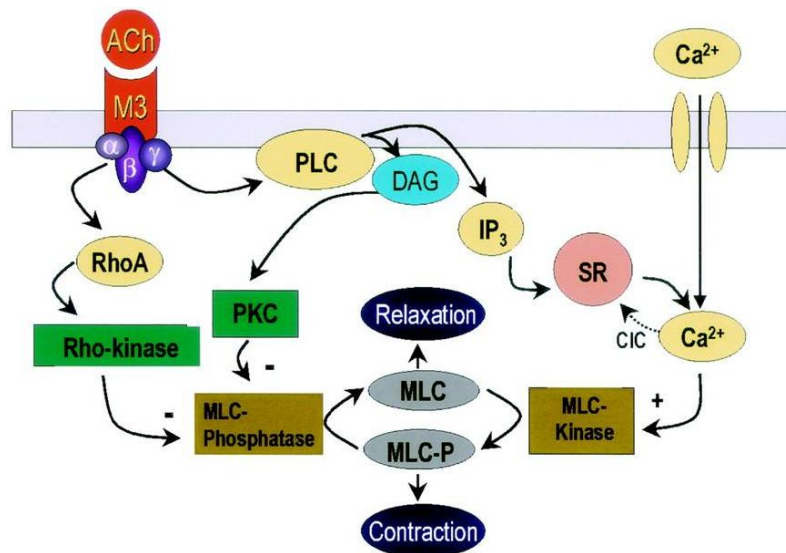 ACh
M3
α
β
γ
PLC
DAG
IP₃
Ca²⁺
RhoA
SR
Rho-kinase
PKC
Relaxation
CIC
Ca²⁺
-
-
+
MLC-
Phosphatase
MLC
MLC-P
MLC-
Kinase
Contraction